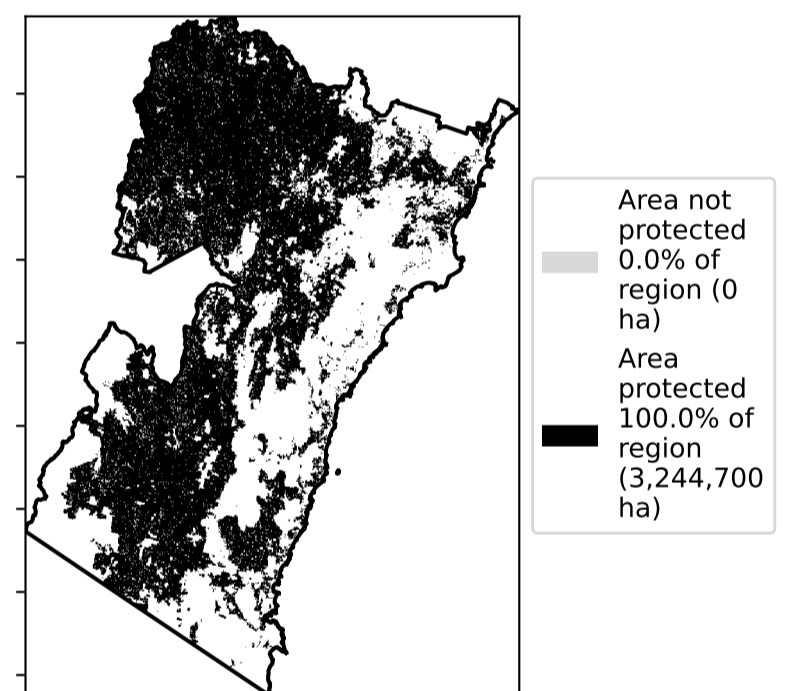 Area not
protected
0.0% of
region (0
ha)
Area
protected
100.0% of
region
(3,244,700
ha)